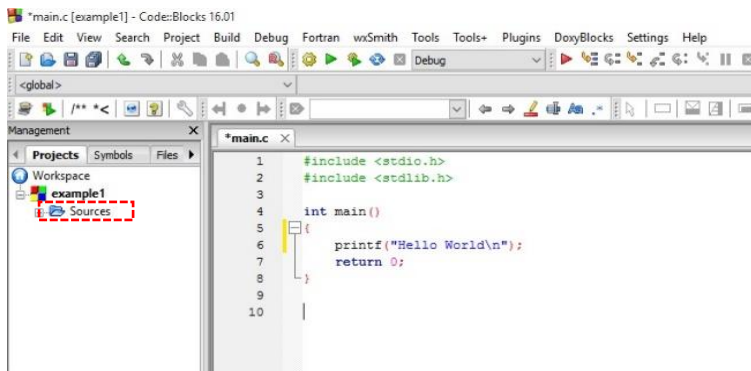 *main.c [example1] - Code::Blocks 16.01
File Edit View Search Project Build Debug Fortran wxSmith Tools Tools+ Plugins DoxyBlocks Settings Help
Debug
<global>
/** *<
Management X
*main.c X
Projects Symbols Files
Workspace
example1
Sources
1 #include <stdio.h>
2 #include <stdlib.h>
3
4 int main()
5 {
6 printf("Hello World\n");
7 return 0;
8 }
9
10